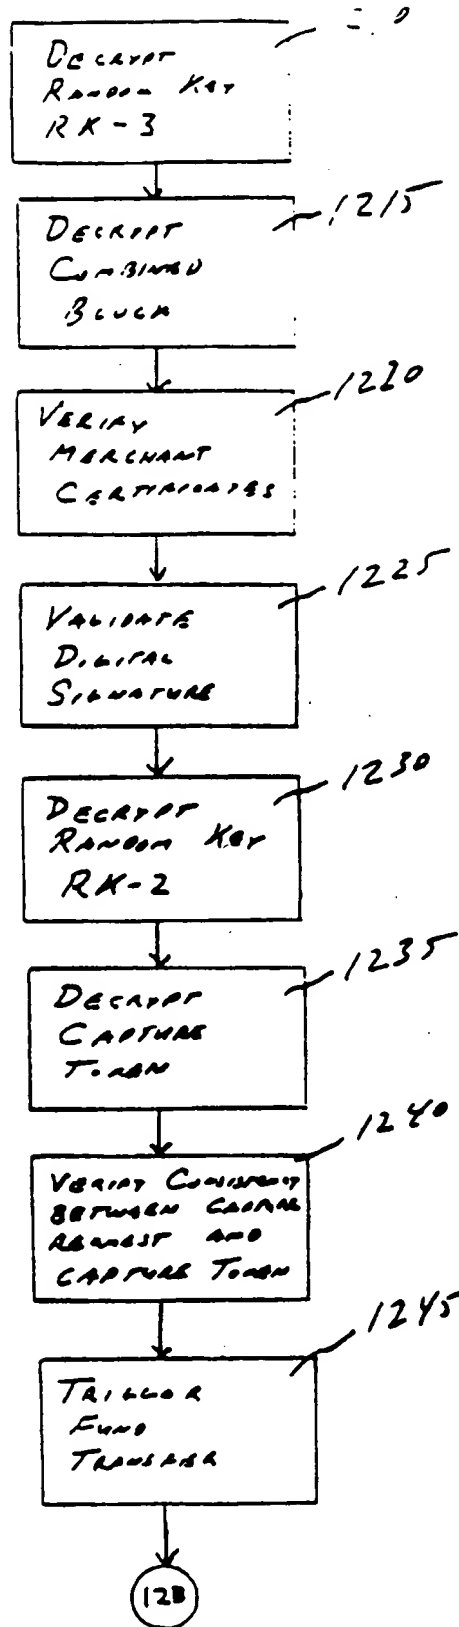 DECRYPT
RANDOM KEY
RK-3
1215
DECRYPT
COMBINED
BLOCK
1220
VERIFY
MERCHANT
CERTIFICATES
1225
VALIDATE
DIGITAL
SIGNATURE
1230
DECRYPT
RANDOM KEY
RK-2
1235
DECRYPT
CAPTURE
TOKEN
1240
VERIFY CONSISTENCY
BETWEEN CAPTURE
REQUEST AND
CAPTURE TOKEN
1245
TRIGGER
FUND
TRANSFER
12B